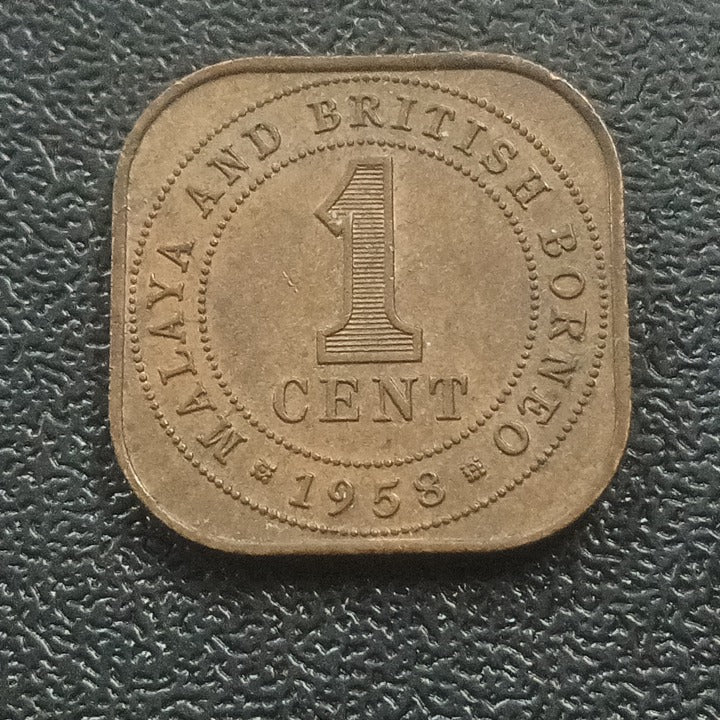 MALAYA AND BRITISH BORNEO
1
CENT
1958